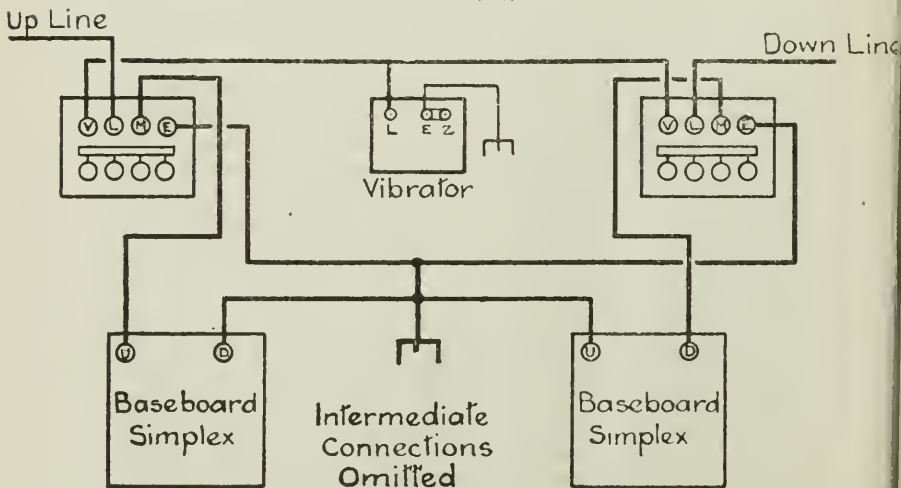 Up Line
Down Line
V L M E
L E Z
V L M E
Vibrator
U D
U D
Baseboard
Simplex
Intermediate
Connections
Omitted
Baseboard
Simplex